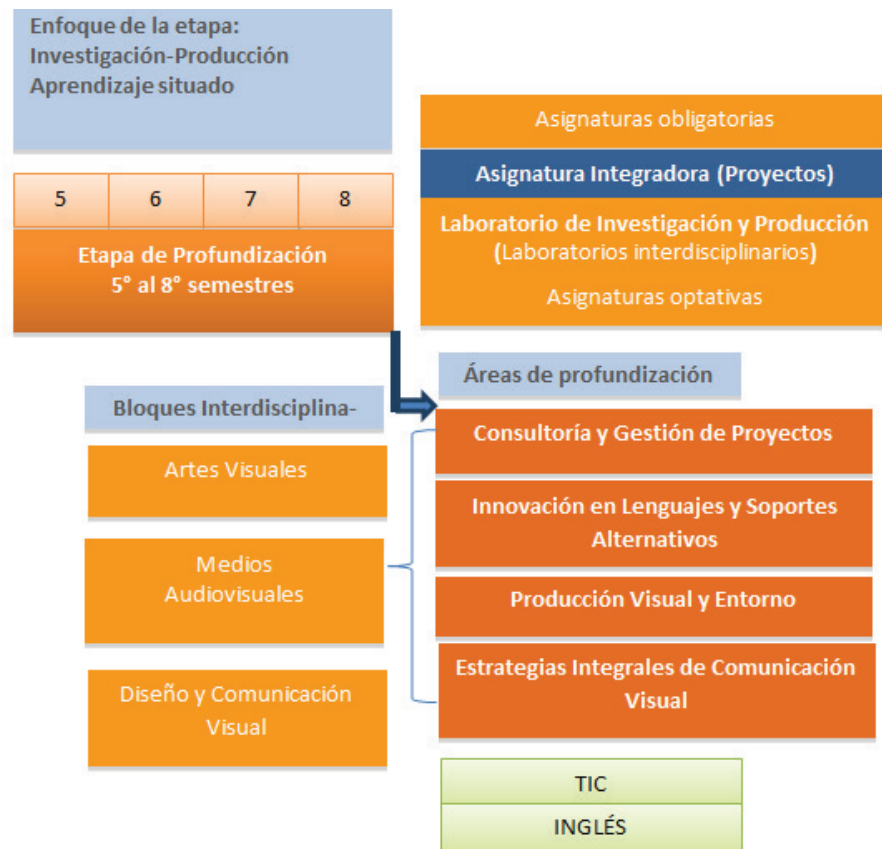 Enfoque de la etapa:
Investigación-Producción
Aprendizaje situado
5 6 7 8
Etapa de Profundización
5° al 8° semestres
Asignaturas obligatorias
Asignatura Integradora (Proyectos)
Laboratorio de Investigación y Producción
(Laboratorios interdisciplinarios)
Asignaturas optativas
Bloques Interdisciplina-
Artes Visuales
Medios
Audiovisuales
Diseño y Comunicación
Visual
Áreas de profundización
Consultoría y Gestión de Proyectos
Innovación en Lenguajes y Soportes
Alternativos
Producción Visual y Entorno
Estrategias Integrales de Comunicación
Visual
TIC
INGLÉS